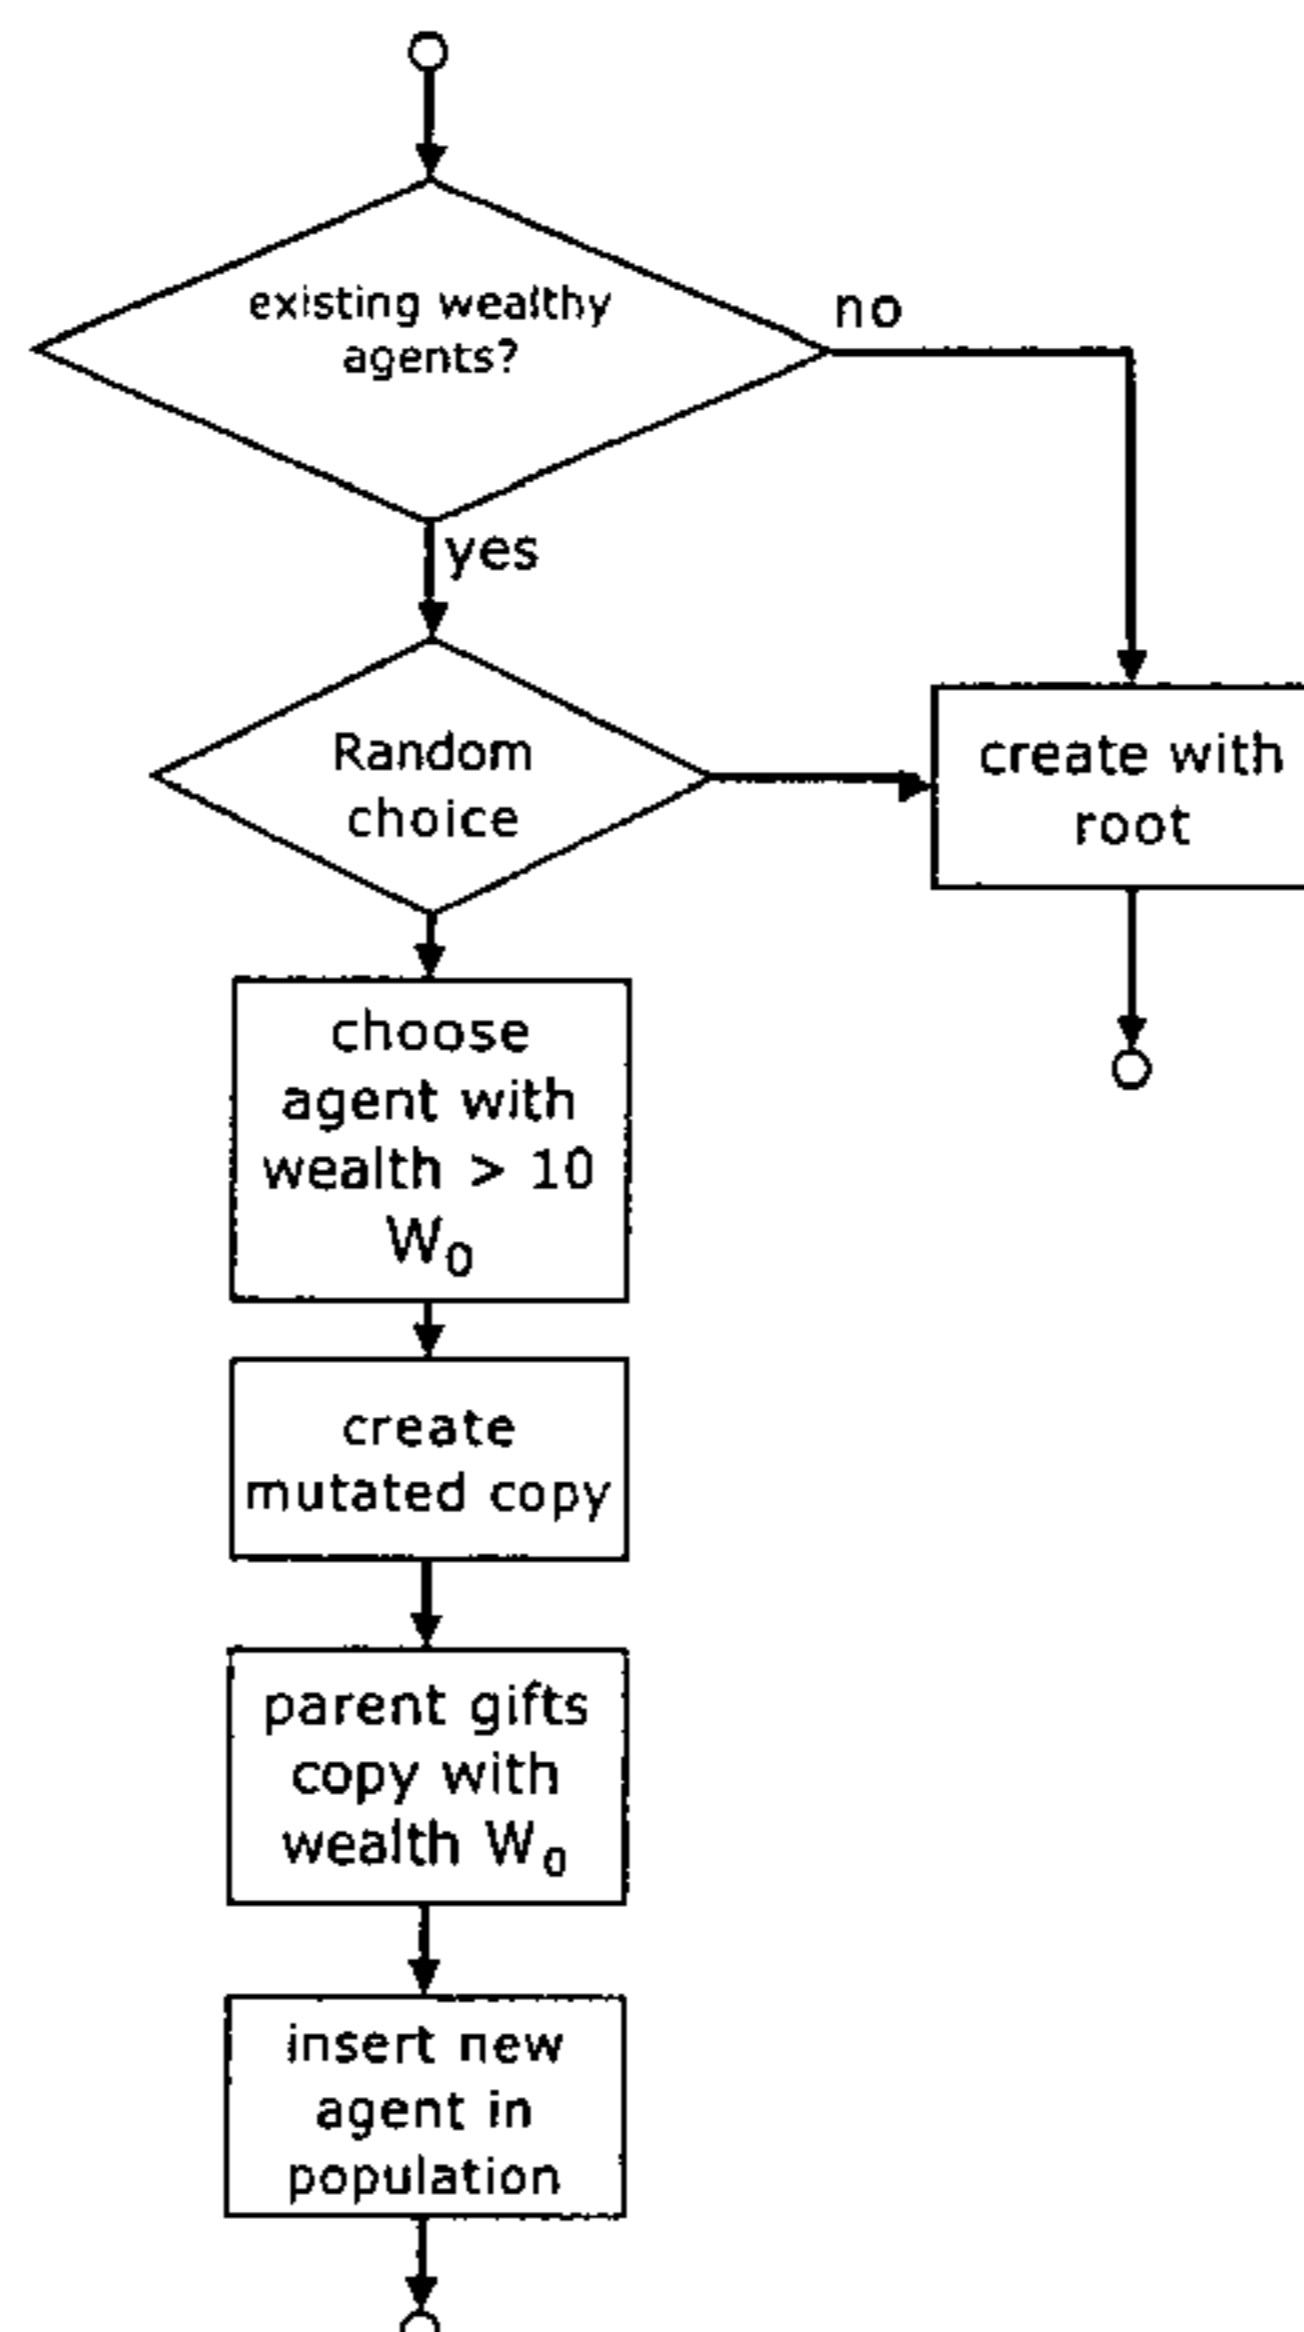 existing wealthy
agents?
no
yes
Random
choice
create with
root
choose
agent with
wealth > 10
W₀
create
mutated copy
parent gifts
copy with
wealth W₀
insert new
agent in
population